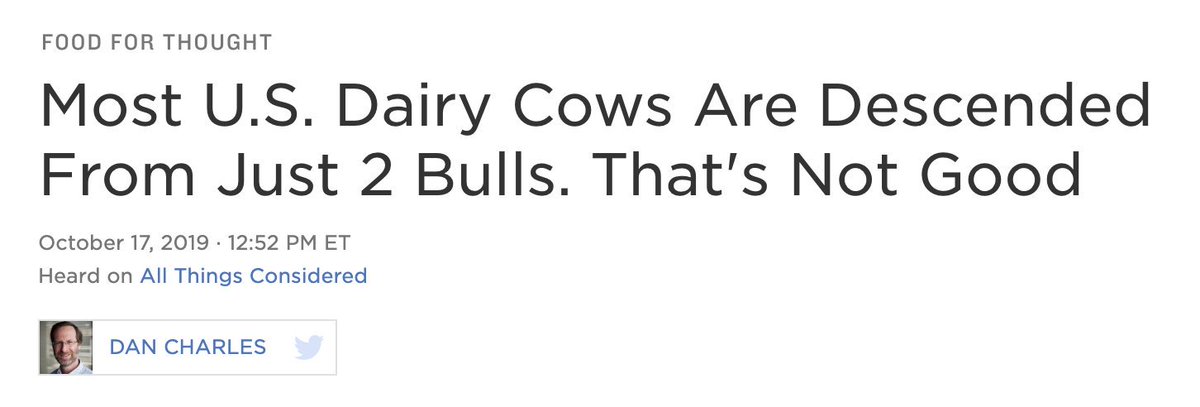 FOOD FOR THOUGHT
Most U.S. Dairy Cows Are Descended
From Just 2 Bulls. That's Not Good
October 17, 2019 · 12:52 PM ET
Heard on All Things Considered
DAN CHARLES